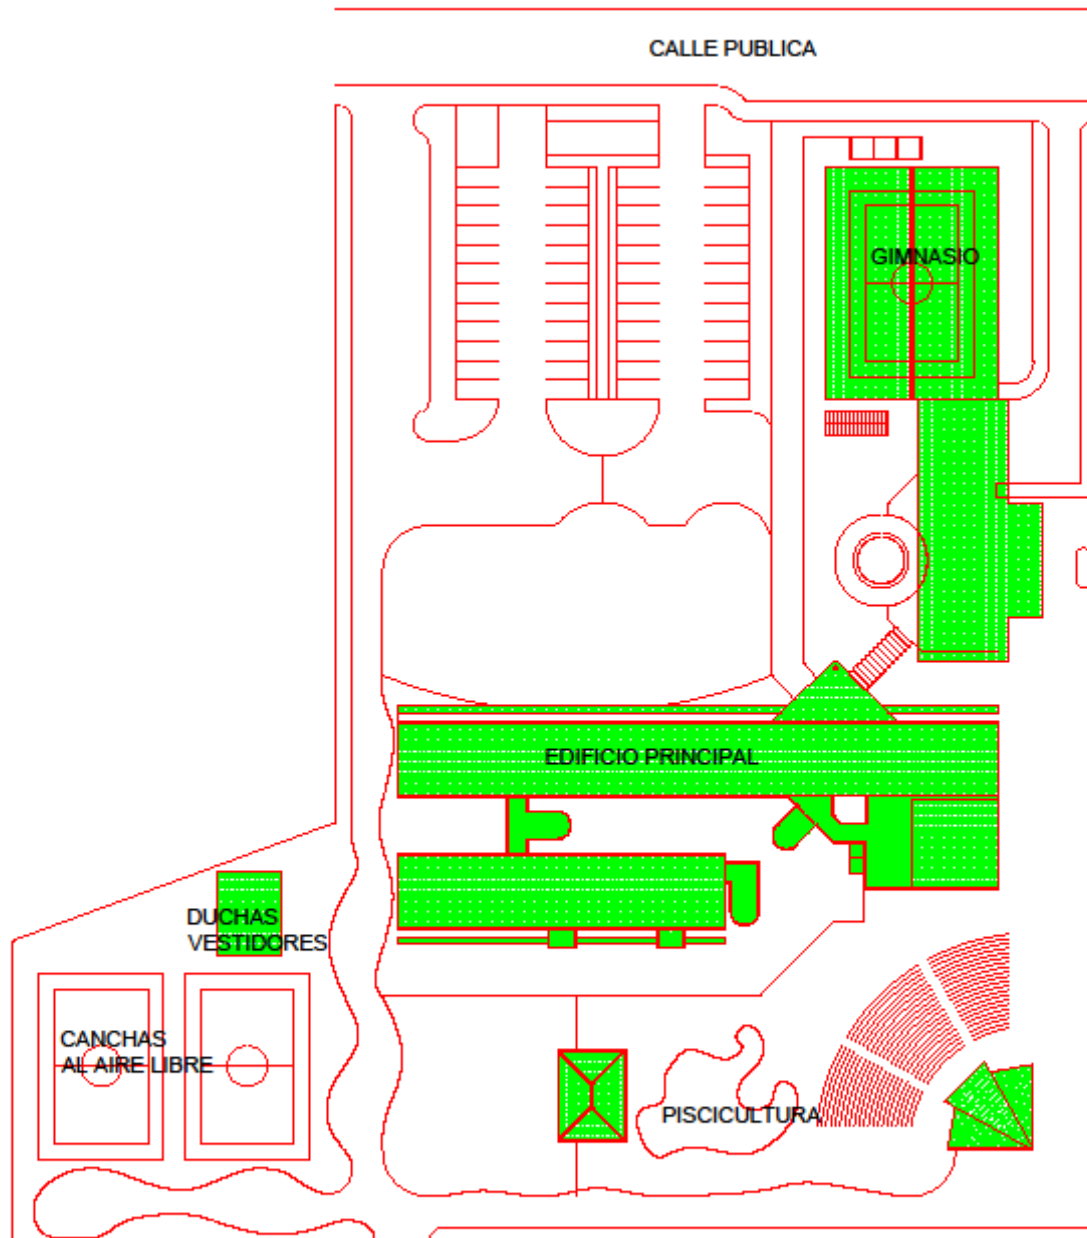 CALLE PUBLICA
GIMNASIO
EDIFICIO PRINCIPAL
DUCHAS
VESTIDORES
CANCHAS
AL AIRE LIBRE
PISCICULTURA